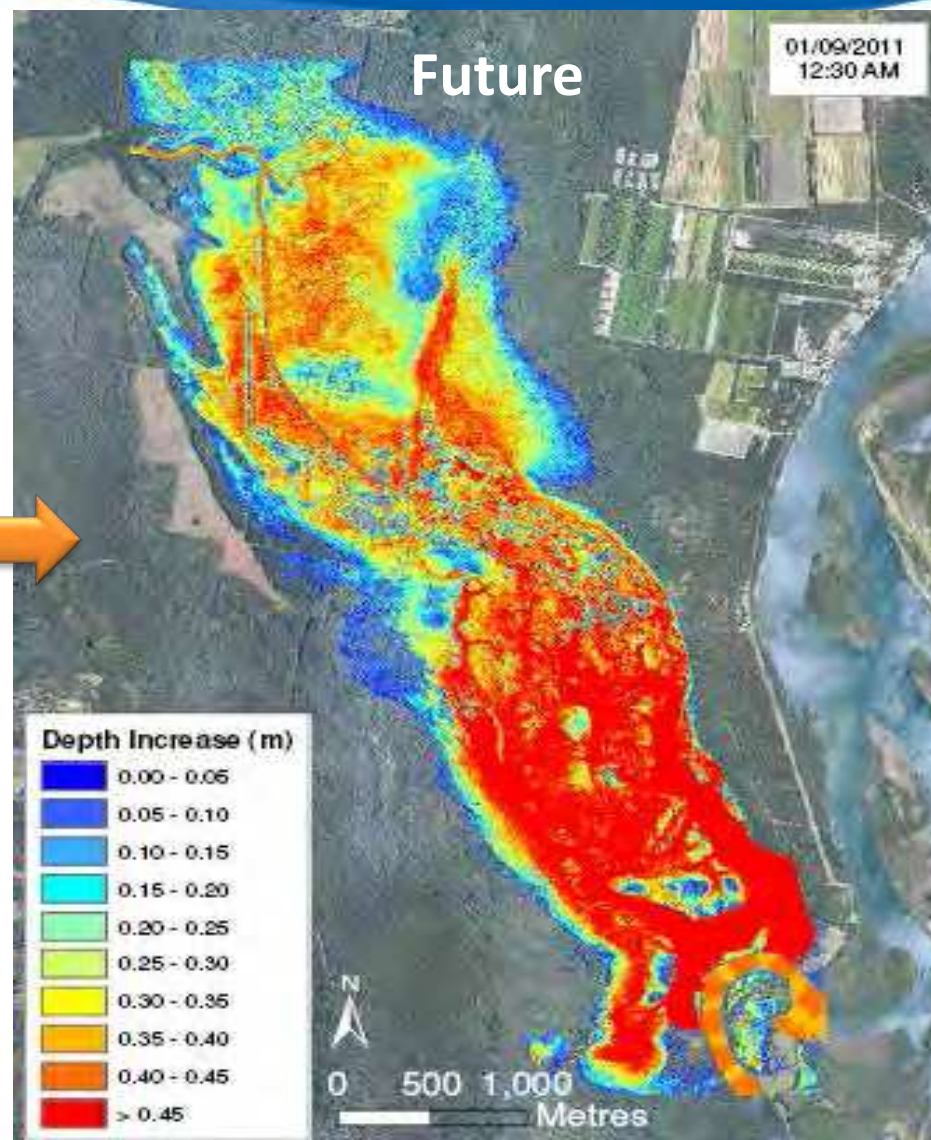 Future
01/09/2011
12:30 AM
Depth Increase (m)
0.00 - 0.05
0.05 - 0.10
0.10 - 0.15
0.15 - 0.20
0.20 - 0.25
0.25 - 0.30
0.30 - 0.35
0.35 - 0.40
0.40 - 0.45
> 0.45
N
0 500 1,000
Metres